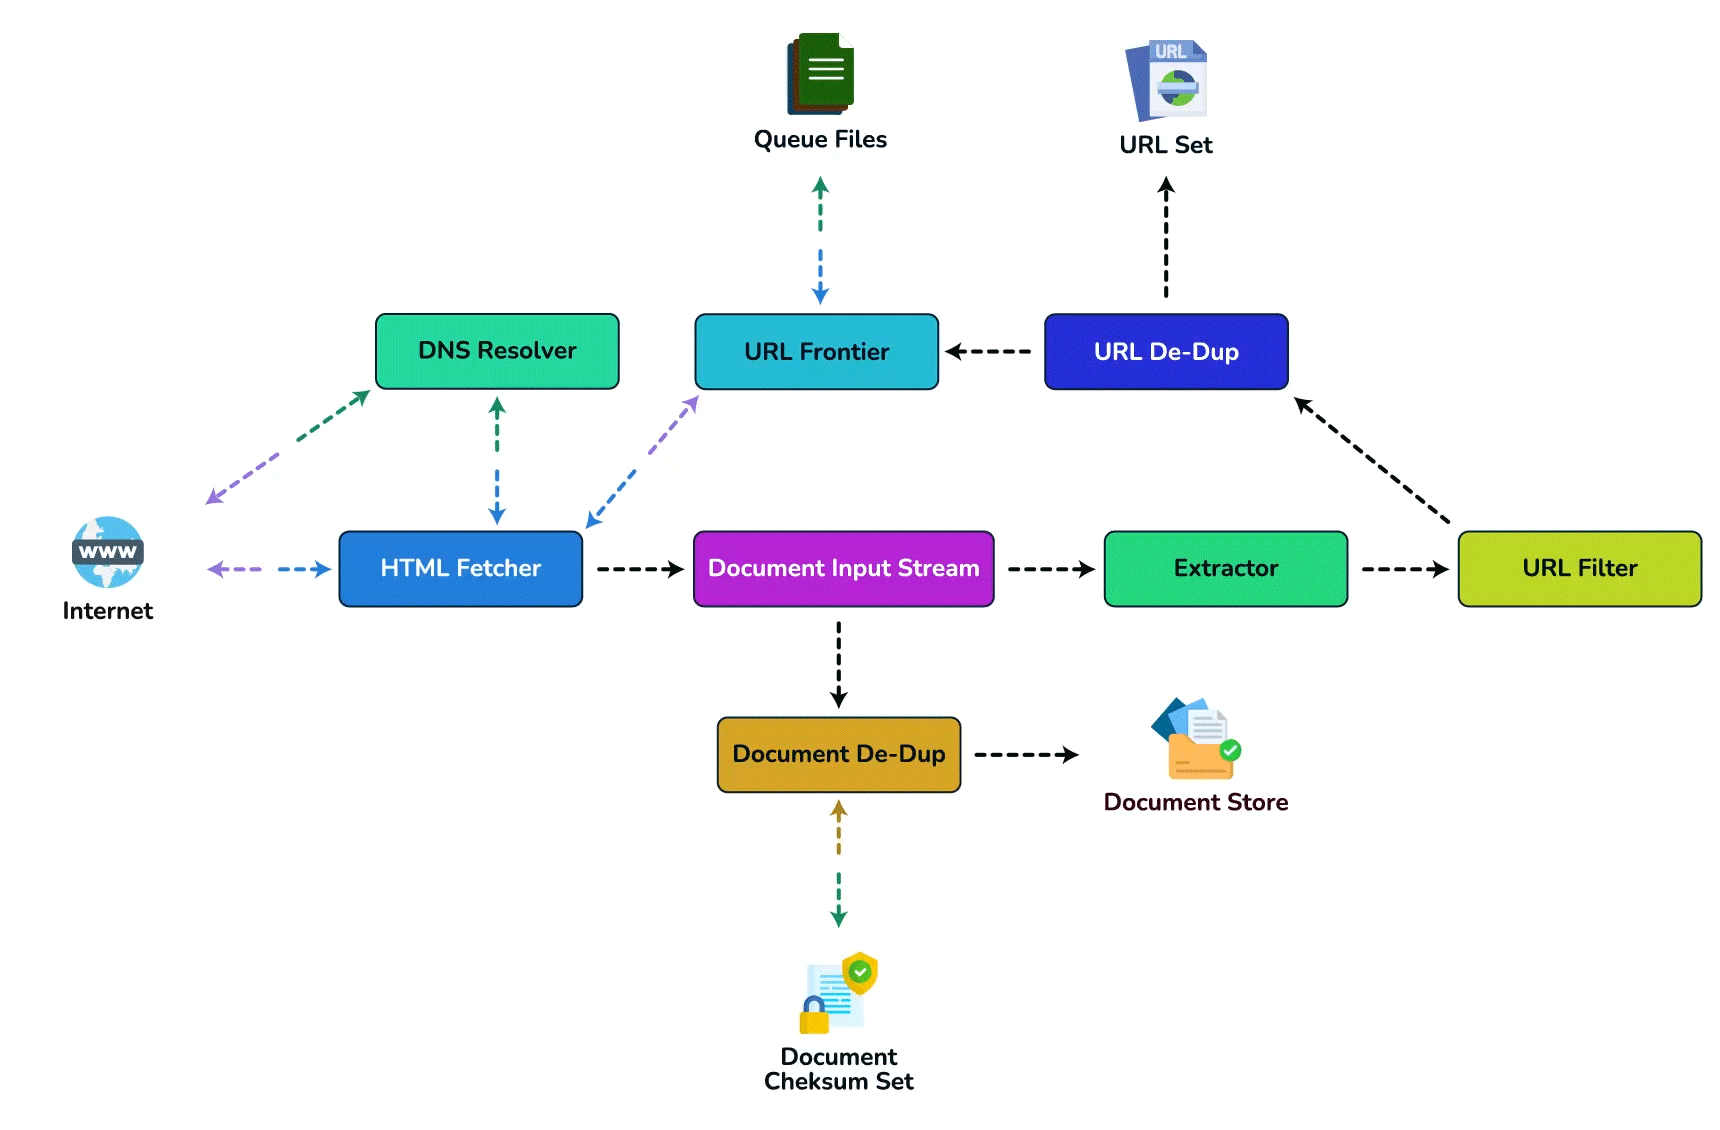 URL
Queue Files
URL Set
DNS Resolver
URL Frontier
URL De-Dup
www
Internet
HTML Fetcher
Document Input Stream
Extractor
URL Filter
Document De-Dup
Document Store
Document
Cheksum Set